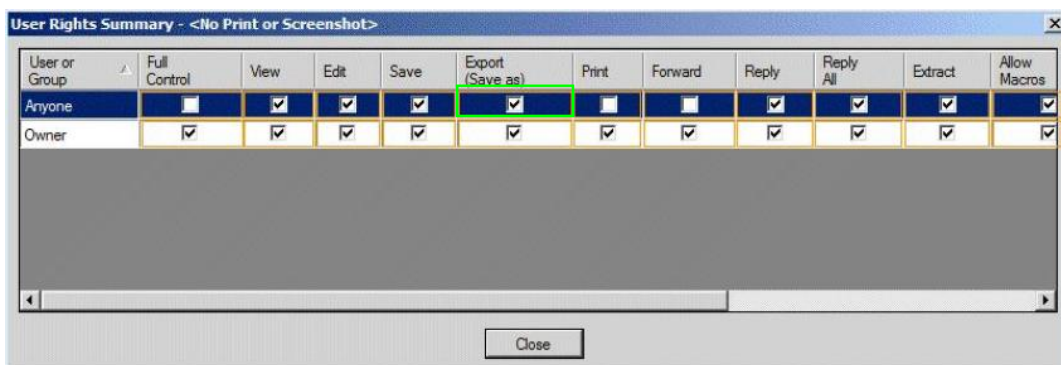 User Rights Summary - <No Print or Screenshot>
User or Group Full Control View Edit Save Export (Save as) Print Forward Reply Reply All Extract Allow Macros
Anyone
Owner
Close